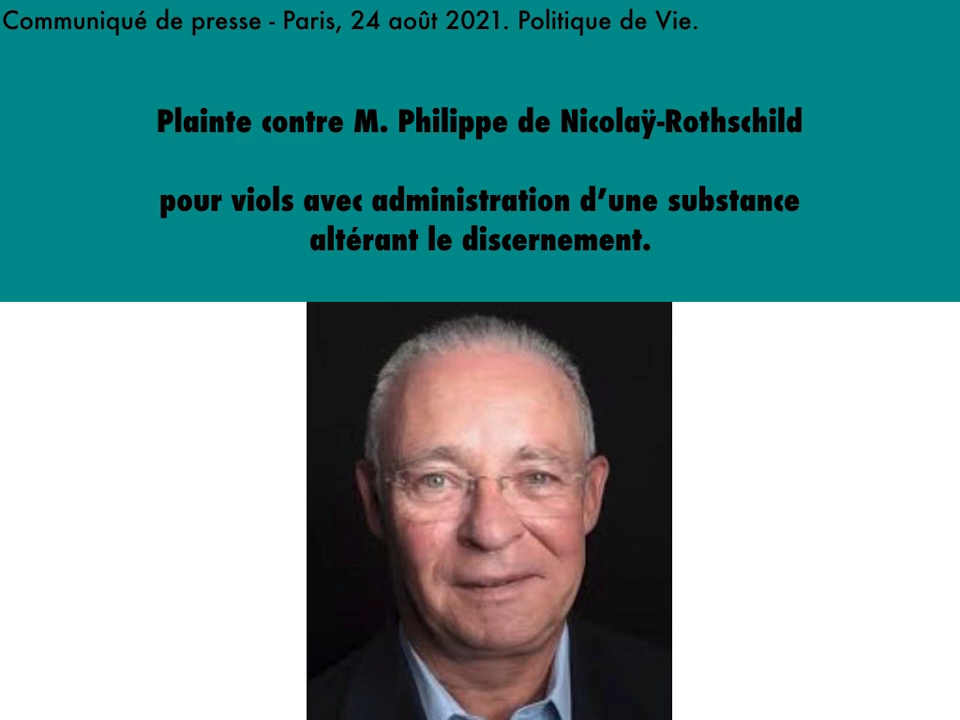 Communiqué de presse - Paris, 24 août 2021. Politique de Vie.
Plainte contre M. Philippe de Nicolaÿ-Rothschild
pour viols avec administration d’une substance
altérant le discernement.